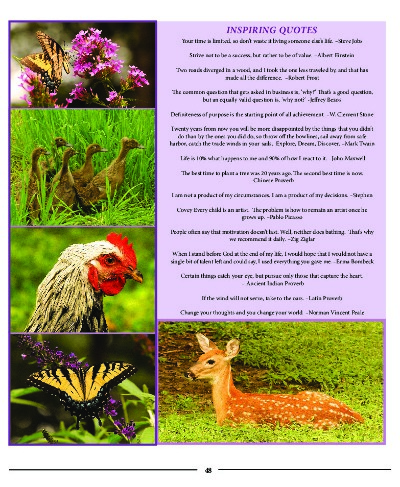 INSPIRING QUOTES
Your time is limited, so don't waste it living someone else's life. –Steve Jobs
Strive not to be a success, but rather to be of value. –Albert Einstein
Two roads diverged in a wood, and I took the one less traveled by, and that has
made all the difference. –Robert Frost
The common question that gets asked in business is, 'why?' That's a good question,
but an equally valid question is, 'why not?' -Jeffrey Bezos
Definiteness of purpose is the starting point of all achievement. –W. Clement Stone
Twenty years from now you will be more disappointed by the things that you didn't
do than by the ones you did do, so throw off the bowlines, sail away from safe
harbor, catch the trade winds in your sails. Explore, Dream, Discover. –Mark Twain
Life is 10% what happens to me and 90% of how I react to it. –John Maxwell
The best time to plant a tree was 20 years ago. The second best time is now.
–Chinese Proverb
I am not a product of my circumstances. I am a product of my decisions. –Stephen
Covey Every child is an artist. The problem is how to remain an artist once he
grows up. –Pablo Picasso
People often say that motivation doesn't last. Well, neither does bathing. That's why
we recommend it daily. –Zig Ziglar
When I stand before God at the end of my life, I would hope that I would not have a
single bit of talent left and could say, I used everything you gave me. –Erma Bombeck
Certain things catch your eye, but pursue only those that capture the heart.
– Ancient Indian Proverb
If the wind will not serve, take to the oars. –Latin Proverb
Change your thoughts and you change your world. –Norman Vincent Peale
48